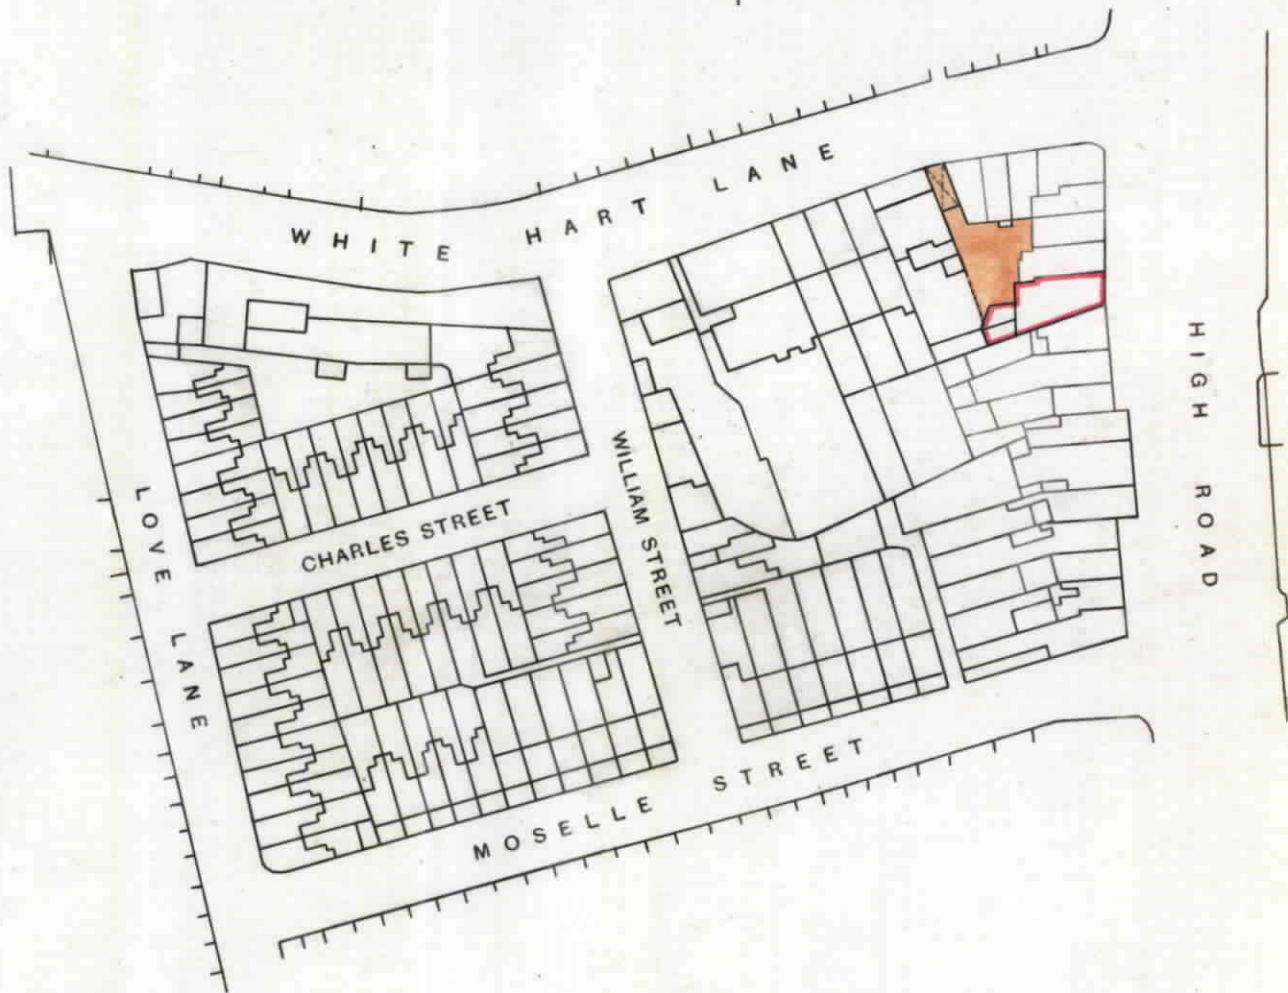 WHITE HART LANE
HIGH ROAD
WILLIAM STREET
LOVE LANE
CHARLES STREET
MOSELLE STREET